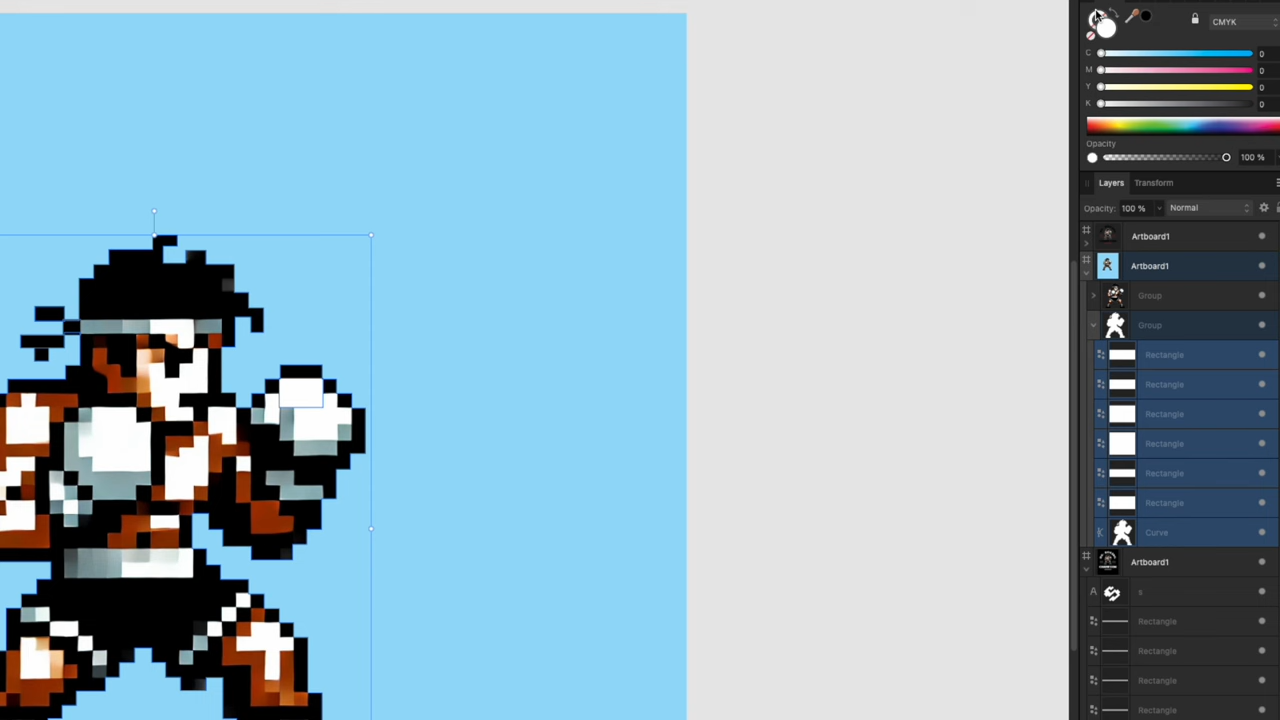 CMYK
C 0
M 0
Y 0
K 0
Opacity
100 %
Layers Transform
Opacity: 100 % Normal
Artboard1
Artboard1
Group
Group
Rectangle
Rectangle
Rectangle
Rectangle
Rectangle
Rectangle
Curve
Artboard1
A s
Rectangle
Rectangle
Rectangle
Rectangle